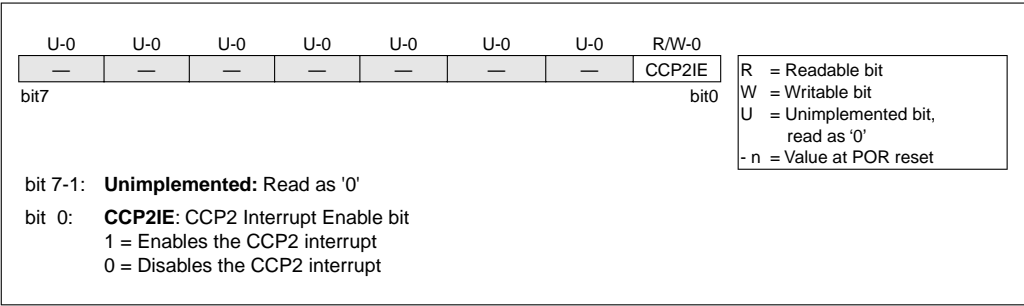 U-0 U-0 U-0 U-0 U-0 U-0 U-0 R/W-0
— — — — — — — CCP2IE
bit7 bit0
R = Readable bit
W = Writable bit
U = Unimplemented bit,
read as ‘0’
- n = Value at POR reset
bit 7-1: Unimplemented: Read as '0'
bit 0: CCP2IE: CCP2 Interrupt Enable bit
1 = Enables the CCP2 interrupt
0 = Disables the CCP2 interrupt